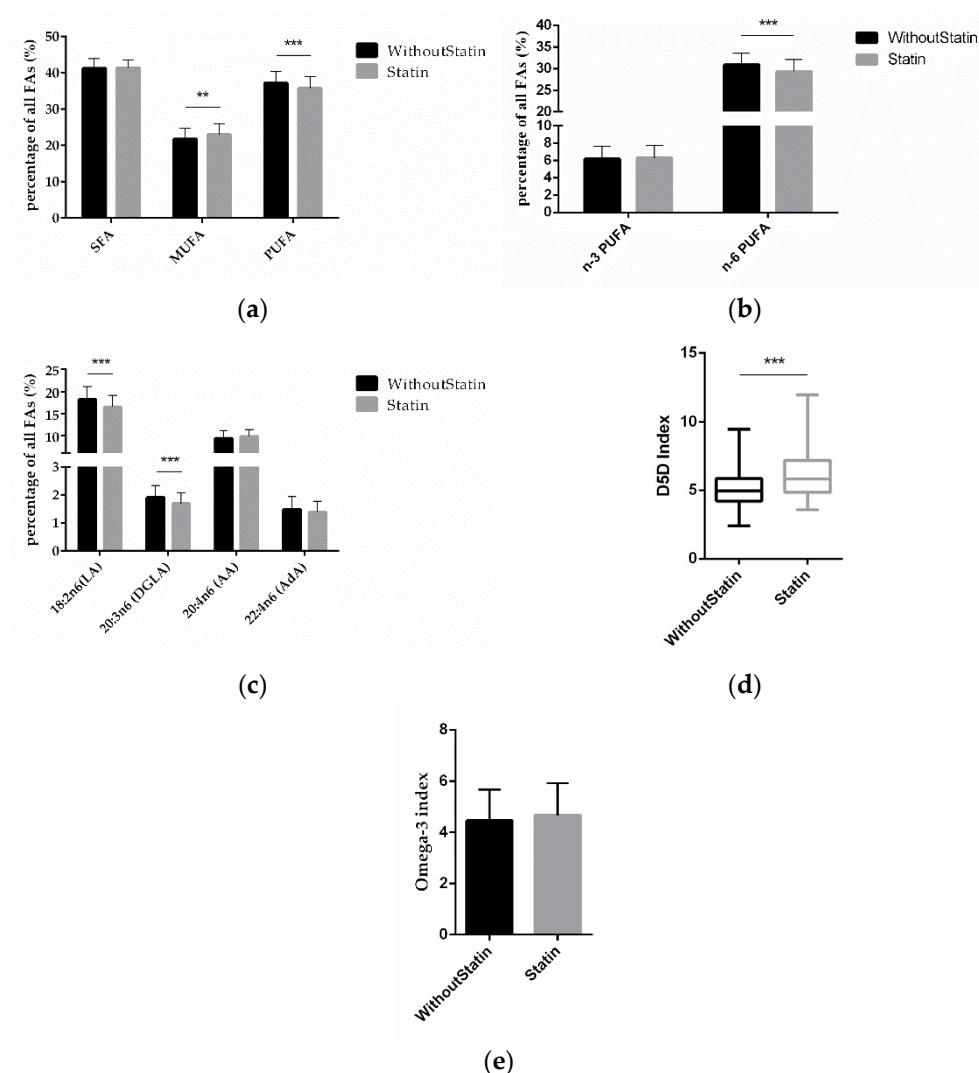 percentage of all FAs (%)
50
40
30
20
10
0
**
***
WithoutStatin
Statin
SFA
MUFA
PUFA
(a)
percentage of all FAs (%)
40
35
30
25
20
10
8
6
4
2
0
***
WithoutStatin
Statin
n-3 PUFA
n-6 PUFA
(b)
percentage of all FAs (%)
25
20
15
10
3
2
1
0
***
***
WithoutStatin
Statin
18:2n6(LA)
20:3n6 (DGLA)
20:4n6 (AA)
22:4n6 (AdA)
(c)
D5D Index
15
10
5
0
***
WithoutStatin
Statin
(d)
Omega-3 index
8
6
4
2
0
WithoutStatin
Statin
(e)